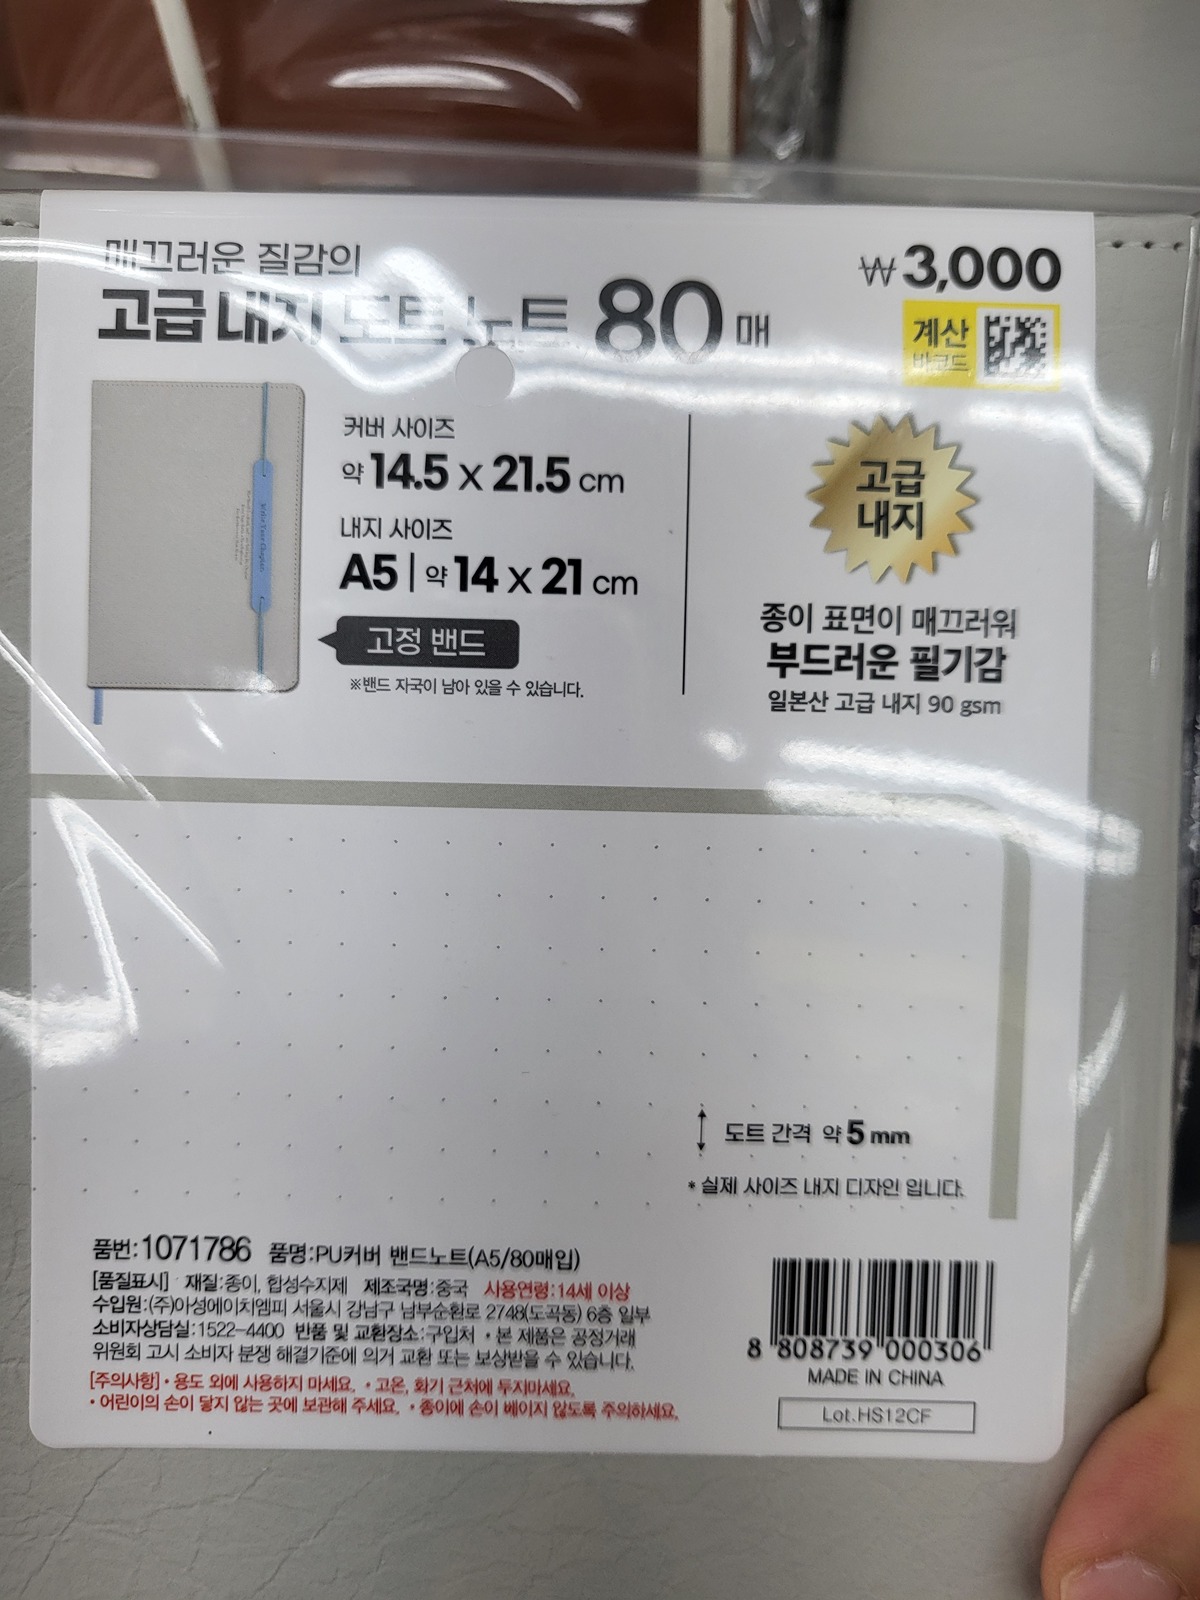 매끄러운 질감의
고급 내지 도트 노트 80매
₩3,000
계산
바코드
커버 사이즈
약 14.5 x 21.5 cm
내지 사이즈
A5 | 약 14 x 21 cm
고정 밴드
※밴드 자국이 남아 있을 수 있습니다.
고급
내지
종이 표면이 매끄러워
부드러운 필기감
일본산 고급 내지 90 gsm
도트 간격 약 5 mm
* 실제 사이즈 내지 디자인 입니다.
품번:1071786 품명:PU커버 밴드노트(A5/80매입)
[품질표시] 재질:종이, 합성수지제 제조국명:중국 사용연령:14세 이상
수입원:(주)아성에이치엠피 서울시 강남구 남부순환로 2748(도곡동) 6층 일부
소비자상담실:1522-4400 반품 및 교환장소:구입처 • 본 제품은 공정거래
위원회 고시 소비자 분쟁 해결기준에 의거 교환 또는 보상받을 수 있습니다.
[주의사항] • 용도 외에 사용하지 마세요. • 고온, 화기 근처에 두지마세요.
• 어린이의 손이 닿지 않는 곳에 보관해 주세요. • 종이에 손이 베이지 않도록 주의하세요.
8 808739 000306
MADE IN CHINA
Lot.HS12CF